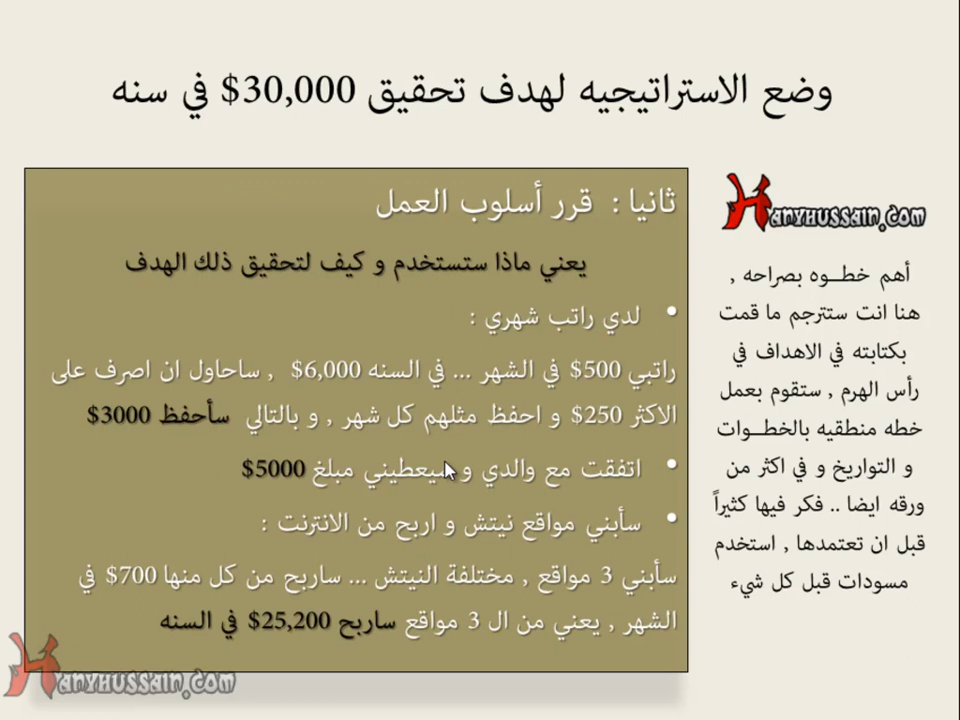 وضع الاستراتيجيه لهدف تحقيق 30,000$ في سنه
ثانيا : قرر أسلوب العمل
يعني ماذا ستستخدم و كيف لتحقيق ذلك الهدف
• لدي راتب شهري :
راتبي 500$ في الشهر ... في السنه 6,000$ , ساحاول ان اصرف على
الاكثر 250$ و احفظ مثلهم كل شهر , و بالتالي سأحفظ 3000$
• اتفقت مع والدي و سيعطيني مبلغ 5000$
• سأبني مواقع نيتش و اربح من الانترنت :
سأبني 3 مواقع , مختلفة النيتش ... ساربح من كل منها 700$ في
الشهر , يعني من ال 3 مواقع ساربح 25,200$ في السنه
HANYHUSSAIN.COM
أهم خطـوه بصراحه ,
هنا انت ستترجم ما قمت
بكتابته في الاهداف في
رأس الهرم , ستقوم بعمل
خطه منطقيه بالخطـوات
و التواريخ و في اكثر من
ورقه ايضا .. فكر فيها كثيراً
قبل ان تعتمدها , استخدم
مسودات قبل كل شيء
HANYHUSSAIN.COM